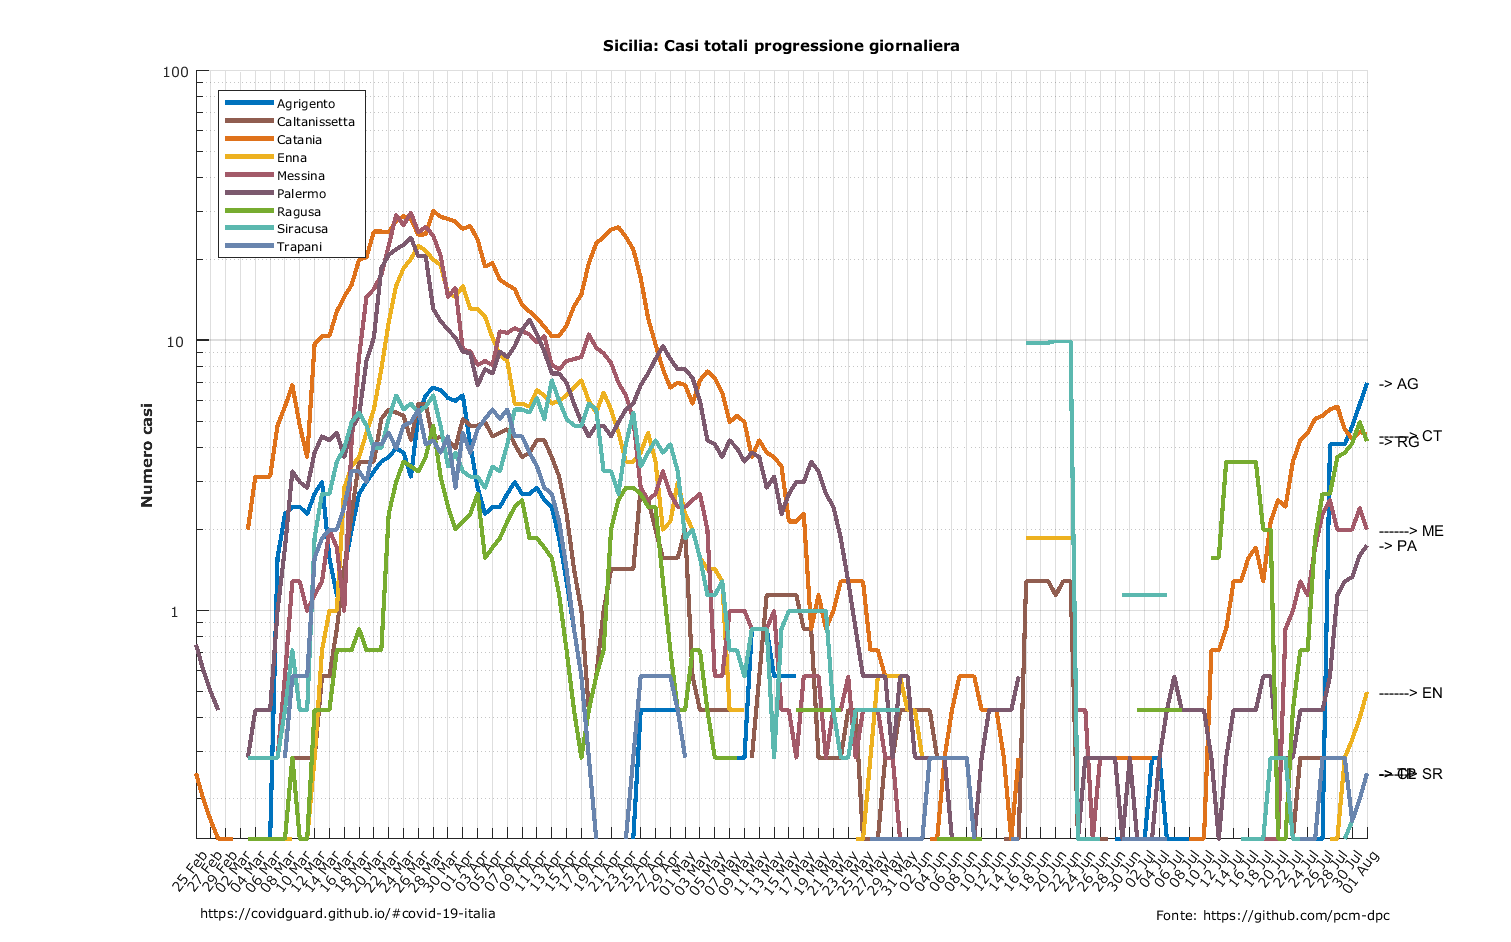 Sicilia: Casi totali progressione giornaliera
Numero casi
100
10
1
Agrigento
Caltanissetta
Catania
Enna
Messina
Palermo
Ragusa
Siracusa
Trapani
-> AG
-----> CT
-> RG
------> ME
-> PA
------> EN
SR
25 Feb
27 Feb
29 Feb
02 Mar
04 Mar
06 Mar
08 Mar
10 Mar
12 Mar
14 Mar
16 Mar
18 Mar
20 Mar
22 Mar
24 Mar
26 Mar
28 Mar
30 Mar
01 Apr
03 Apr
05 Apr
07 Apr
09 Apr
11 Apr
13 Apr
15 Apr
17 Apr
19 Apr
21 Apr
23 Apr
25 Apr
27 Apr
29 Apr
01 May
03 May
05 May
07 May
09 May
11 May
13 May
15 May
17 May
19 May
21 May
23 May
25 May
27 May
29 May
31 May
02 Jun
04 Jun
06 Jun
08 Jun
10 Jun
12 Jun
14 Jun
16 Jun
18 Jun
20 Jun
22 Jun
24 Jun
26 Jun
28 Jun
30 Jun
02 Jul
04 Jul
06 Jul
08 Jul
10 Jul
12 Jul
14 Jul
16 Jul
18 Jul
20 Jul
22 Jul
24 Jul
26 Jul
28 Jul
30 Jul
01 Aug
https://covidguard.github.io/#covid-19-italia
Fonte: https://github.com/pcm-dpc